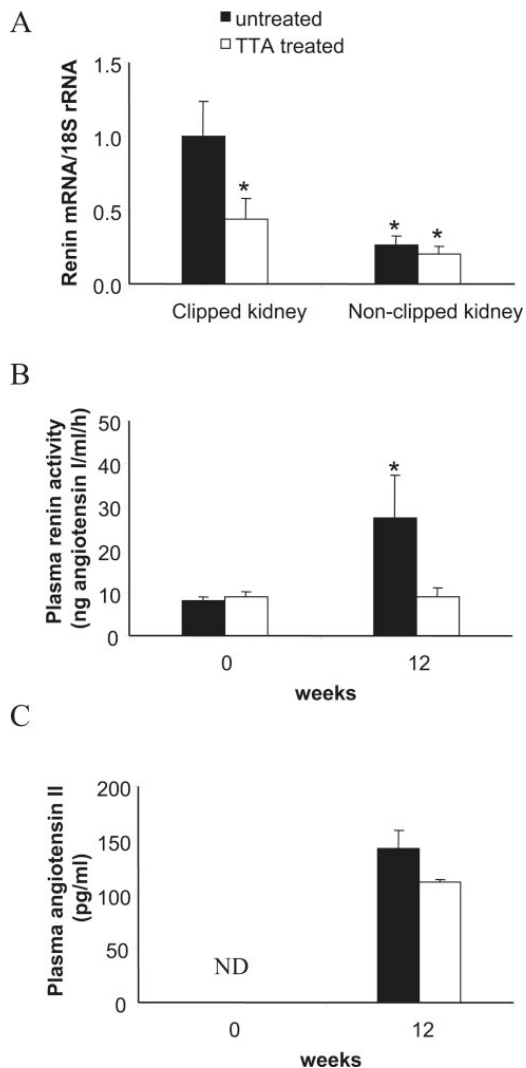 A
untreated
TTA treated
Renin mRNA/18S rRNA
1.5
1.0
0.5
0.0
*
*
*
Clipped kidney
Non-clipped kidney
B
Plasma renin activity
(ng angiotensin I/ml/h)
50
40
30
20
10
0
*
0
12
weeks
C
Plasma angiotensin II
(pg/ml)
200
150
100
50
0
ND
0
12
weeks